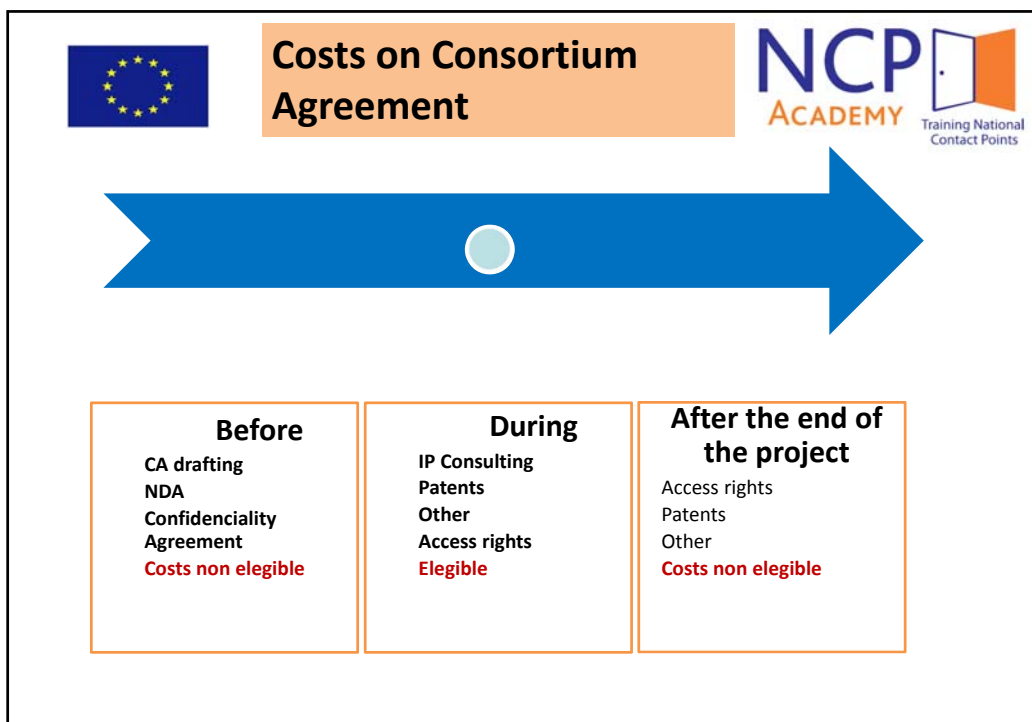 Costs on Consortium
Agreement
NCP
ACADEMY
Training National
Contact Points
Before
CA drafting
NDA
Confidenciality
Agreement
Costs non elegible
During
IP Consulting
Patents
Other
Access rights
Elegible
After the end of
the project
Access rights
Patents
Other
Costs non elegible